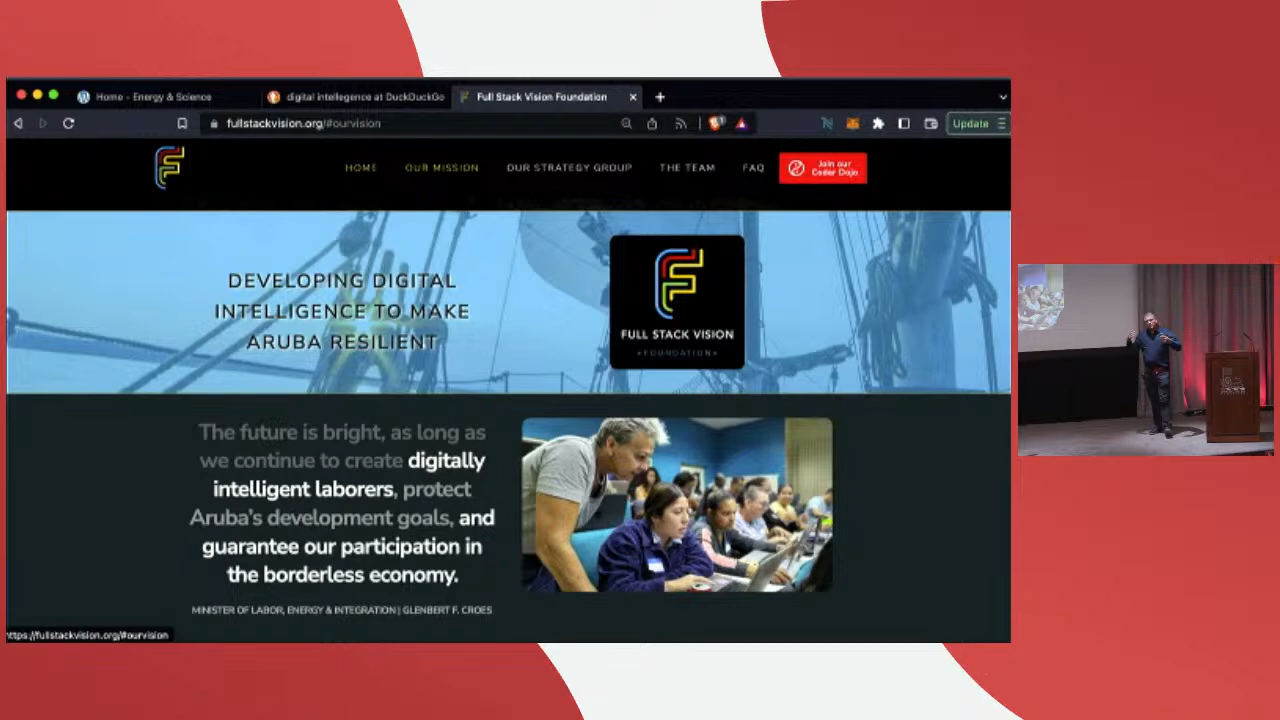 Home - Energy & Science
digital intellegence at DuckDuckGo
Full Stack Vision Foundation
fullstackvision.org/#ourvision
Update
HOME
OUR MISSION
OUR STRATEGY GROUP
THE TEAM
FAQ
Join our
Coder Dojo
DEVELOPING DIGITAL
INTELLIGENCE TO MAKE
ARUBA RESILIENT
FULL STACK VISION
FOUNDATION
The future is bright, as long as
we continue to create digitally
intelligent laborers, protect
Aruba's development goals, and
guarantee our participation in
the borderless economy.
MINISTER OF LABOR, ENERGY & INTEGRATION | GLENBERT F. CROES
https://fullstackvision.org/#ourvision